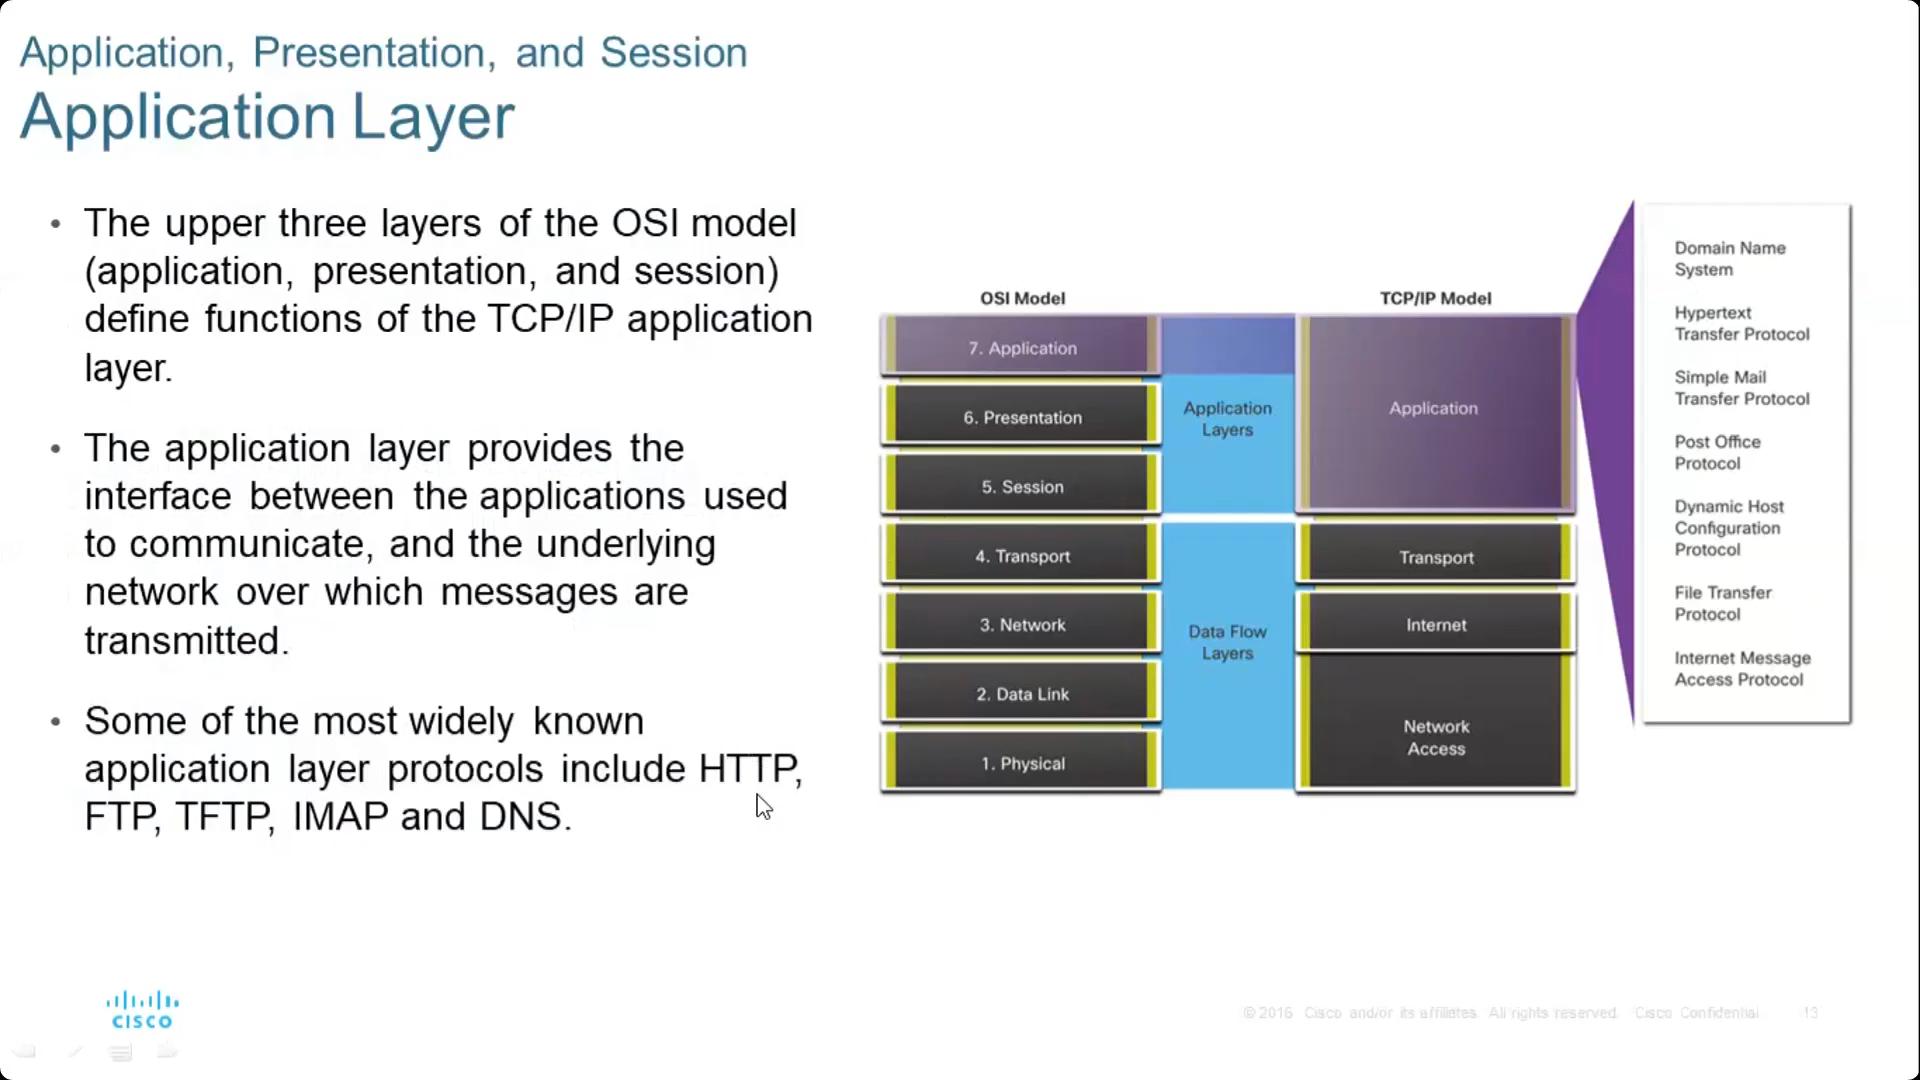 Application, Presentation, and Session
Application Layer
• The upper three layers of the OSI model
(application, presentation, and session)
define functions of the TCP/IP application
layer.
• The application layer provides the
interface between the applications used
to communicate, and the underlying
network over which messages are
transmitted.
• Some of the most widely known
application layer protocols include HTTP,
FTP, TFTP, IMAP and DNS.
OSI Model
7. Application
6. Presentation
5. Session
4. Transport
3. Network
2. Data Link
1. Physical
Application
Layers
Data Flow
Layers
TCP/IP Model
Application
Transport
Internet
Network
Access
Domain Name
System
Hypertext
Transfer Protocol
Simple Mail
Transfer Protocol
Post Office
Protocol
Dynamic Host
Configuration
Protocol
File Transfer
Protocol
Internet Message
Access Protocol
CISCO
© 2016 Cisco and/or its affiliates. All rights reserved. Cisco Confidential 13